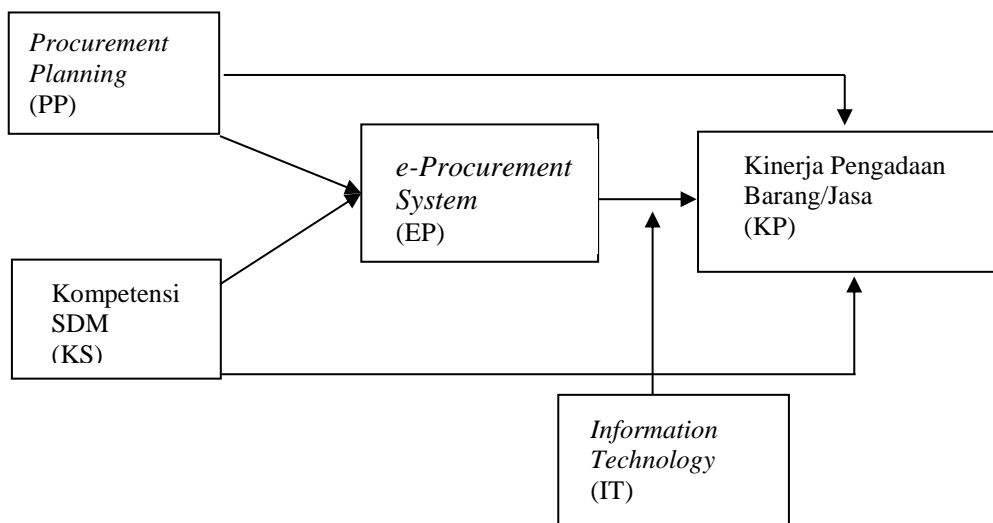 Procurement
Planning
(PP)
e-Procurement
System
(EP)
Kinerja Pengadaan
Barang/Jasa
(KP)
Kompetensi
SDM
(KS)
Information
Technology
(IT)